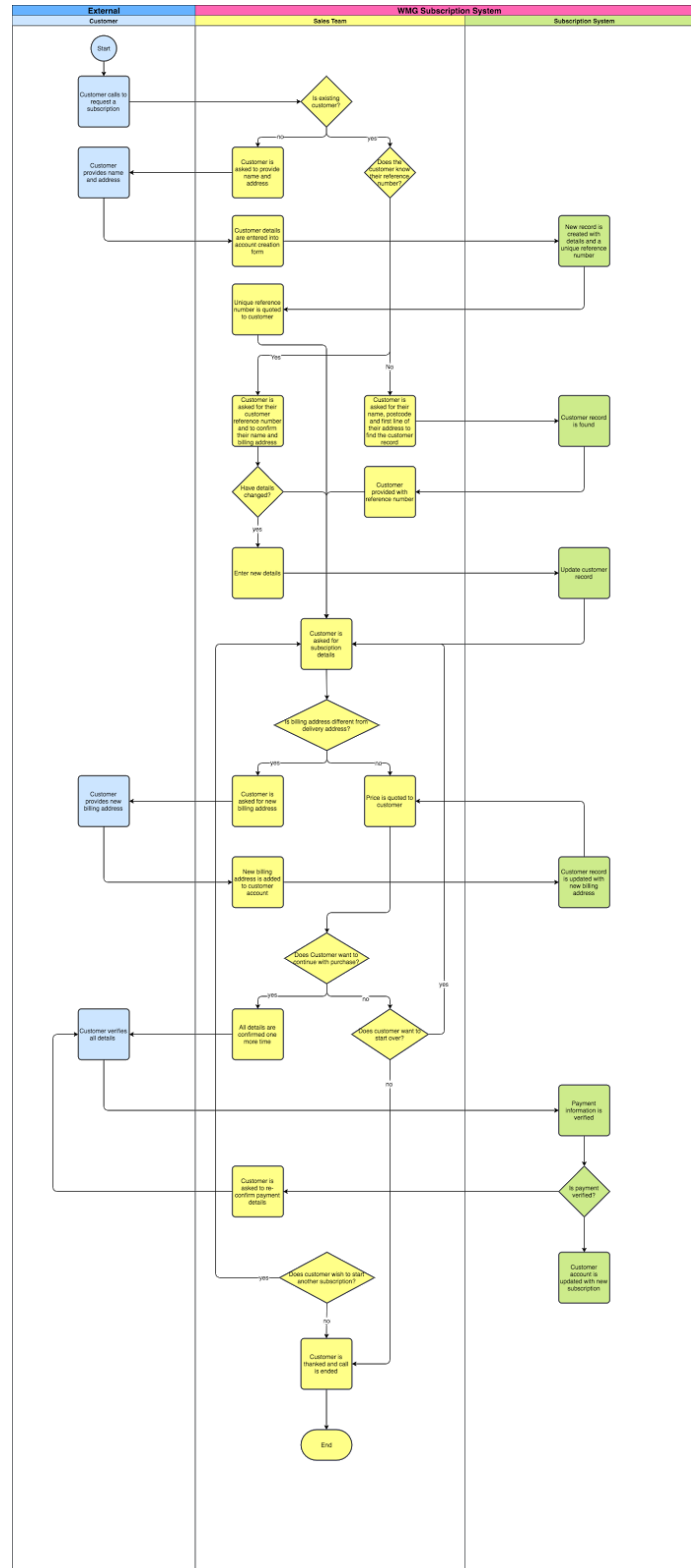 External
WMG Subscription System
Customer
Sales Team
Subscription System
Start
Customer calls to
request a
subscription
Is existing
customer?
no
yes
Customer
provides name
and address
Customer is
asked to provide
name and
address
Does the
customer know
their reference
number?
Customer details
are entered into
account creation
form
New record is
created with
details and a
unique reference
number
Unique reference
number is quoted
to customer
Yes
No
Customer is
asked for their
customer
reference number
and to confirm
their name and
billing address
Customer is
asked for their
name, postcode
and first line of
their address to
find the customer
record
Customer record
is found
Have details
changed?
Customer
provided with
reference number
yes
Enter new details
Update customer
record
Customer is
asked for
subscription
details
Is billing address different from
delivery address?
yes
no
Customer
provides new
billing address
Customer is
asked for new
billing address
Price is quoted to
customer
New billing
address is added
to customer
account
Customer record
is updated with
new billing
address
Does Customer want to
continue with purchase?
yes
no
yes
Customer verifies
all details
All details are
confirmed one
more time
Does customer want to
start over?
no
Payment
information is
verified
Customer is
asked to re-
confirm payment
details
Is payment
verified?
yes
Does customer wish to start
another subscription?
Customer
account is
updated with new
subscription
no
Customer is
thanked and call
is ended
End